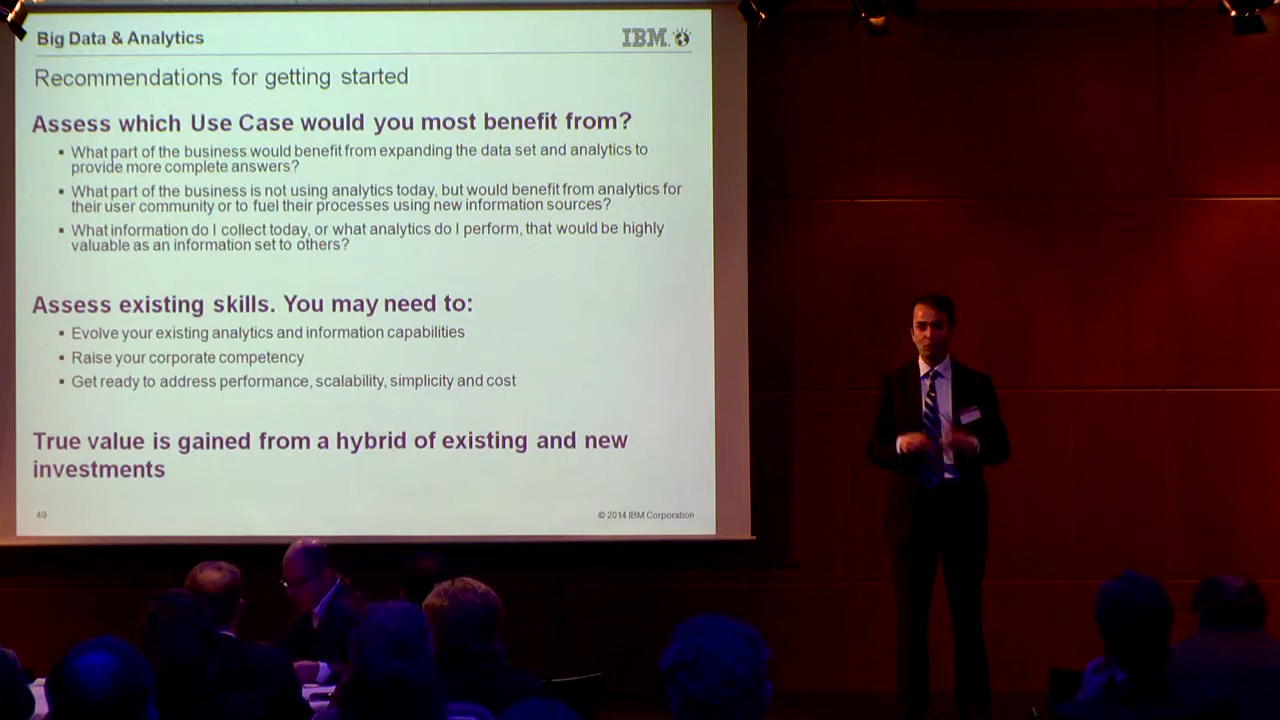 Big Data & Analytics
IBM
Recommendations for getting started
Assess which Use Case would you most benefit from?
▪ What part of the business would benefit from expanding the data set and analytics to
provide more complete answers?
▪ What part of the business is not using analytics today, but would benefit from analytics for
their user community or to fuel their processes using new information sources?
▪ What information do I collect today, or what analytics do I perform, that would be highly
valuable as an information set to others?
Assess existing skills. You may need to:
▪ Evolve your existing analytics and information capabilities
▪ Raise your corporate competency
▪ Get ready to address performance, scalability, simplicity and cost
True value is gained from a hybrid of existing and new
investments
49
© 2014 IBM Corporation